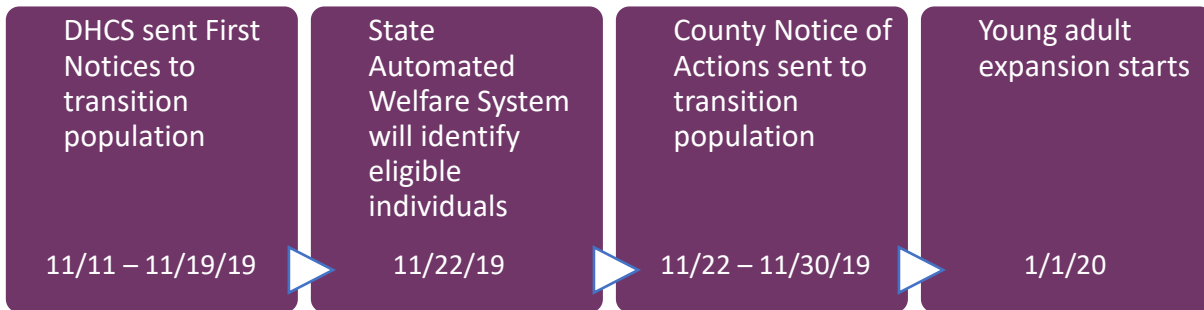 DHCS sent First
Notices to
transition
population
11/11 – 11/19/19
State
Automated
Welfare System
will identify
eligible
individuals
11/22/19
County Notice of
Actions sent to
transition
population
11/22 – 11/30/19
Young adult
expansion starts
1/1/20